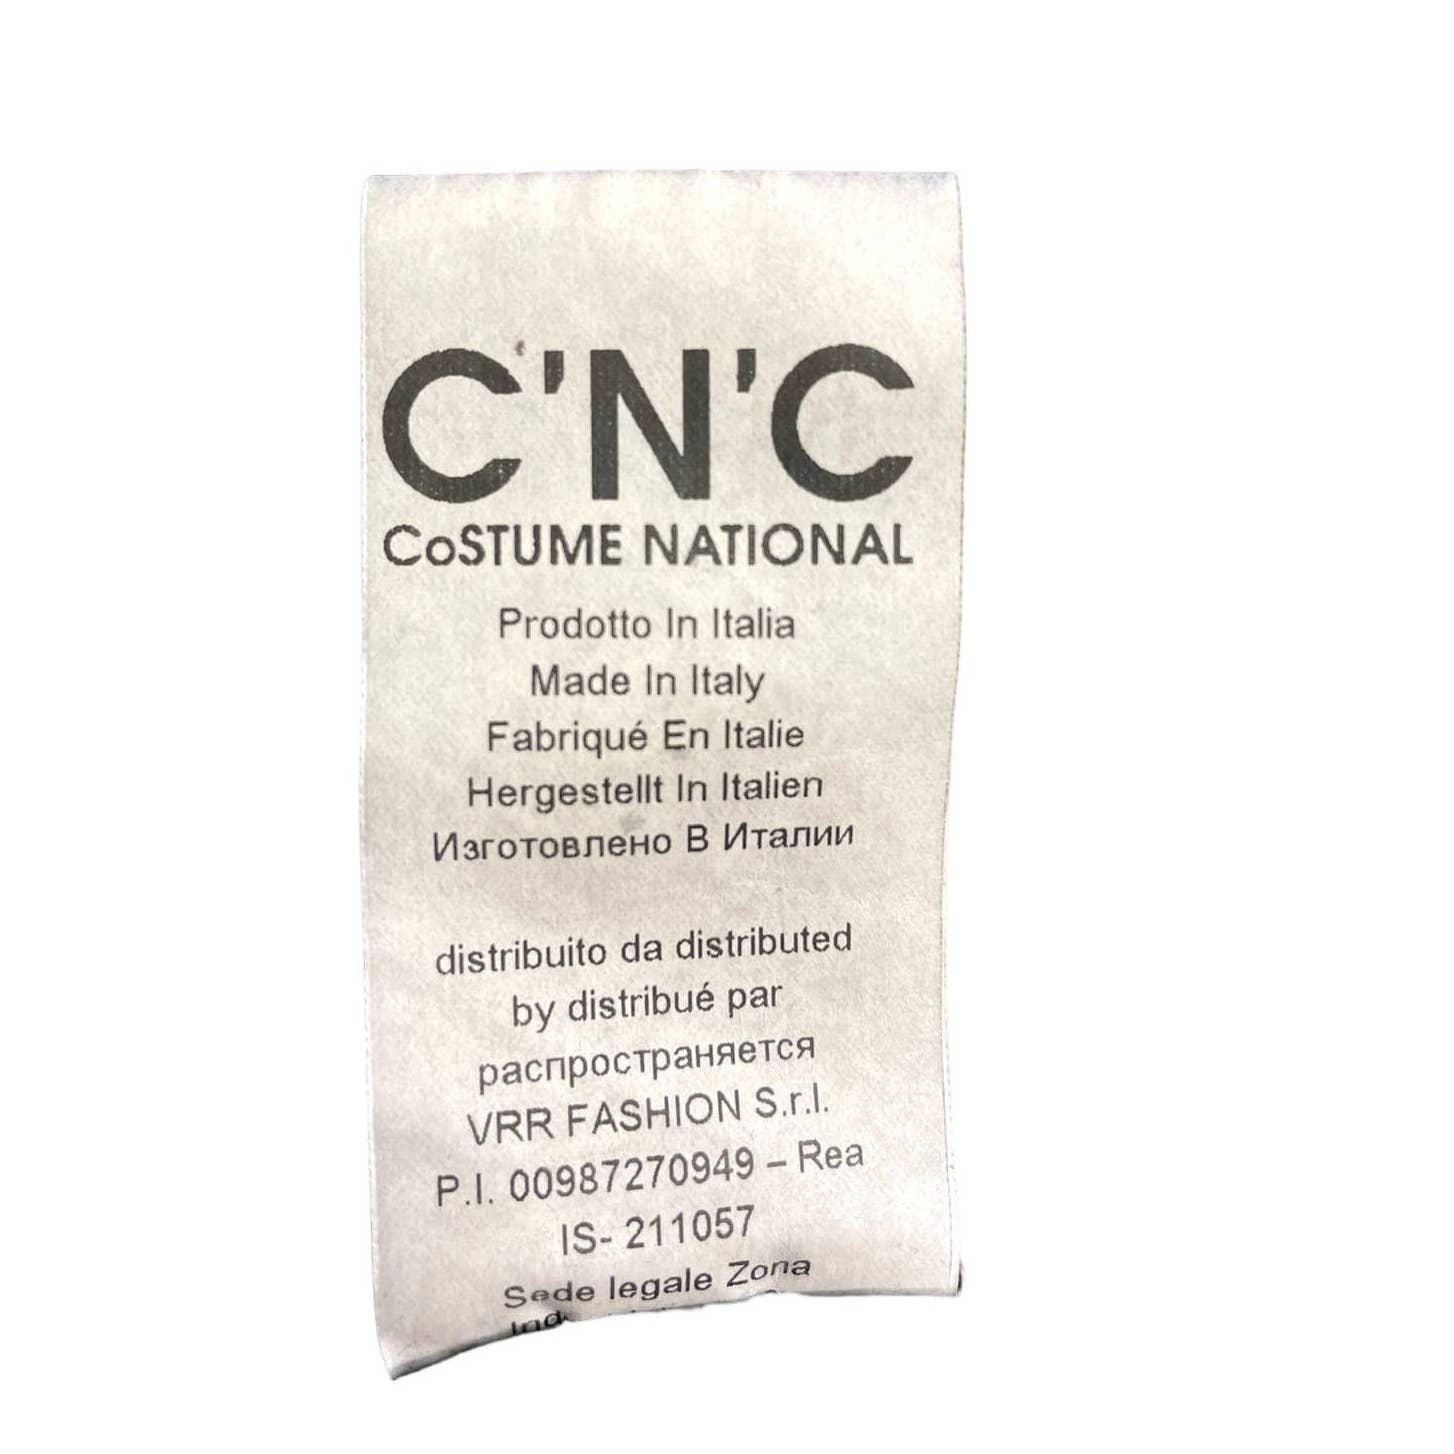 C'N'C
CoSTUME NATIONAL
Prodotto In Italia
Made In Italy
Fabriqué En Italie
Hergestellt In Italien
Изготовлено В Италии
distribuito da distributed
by distribué par
распространяется
VRR FASHION S.r.l.
P.I. 00987270949 – Rea
IS- 211057
Sede legale Zona